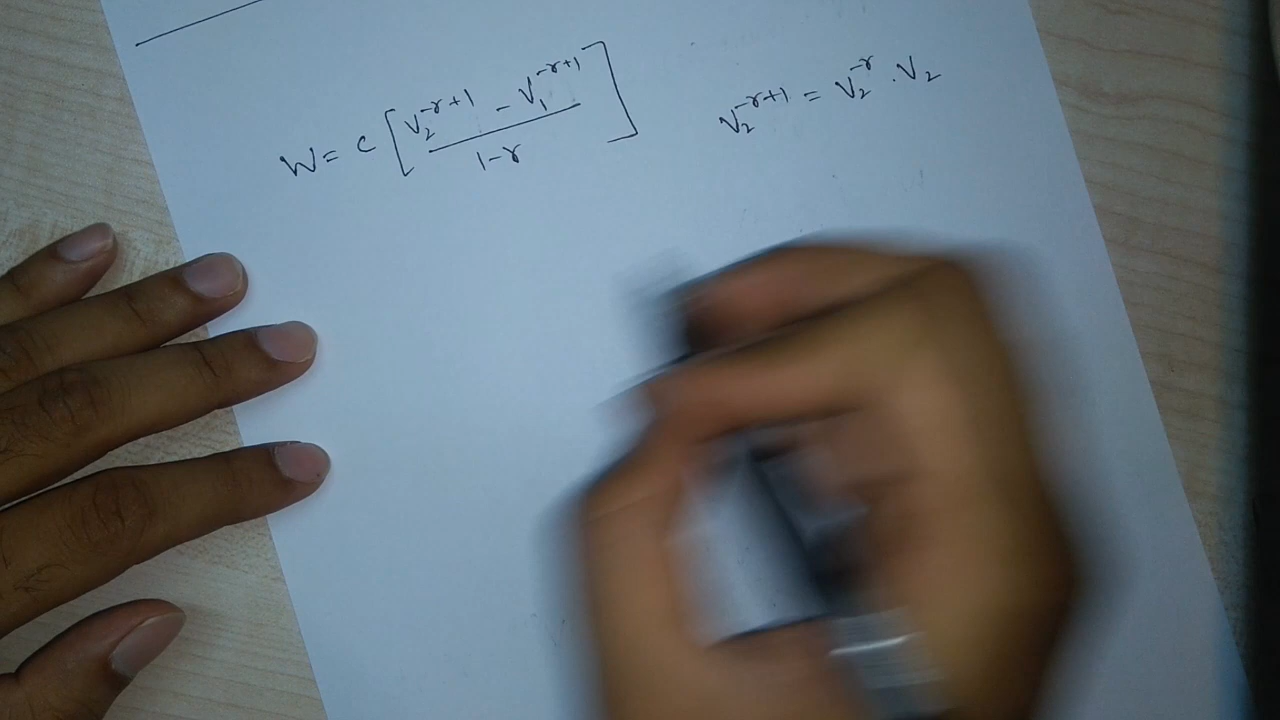 W = C [ (V₂^(-γ+1) - V₁^(-γ+1)) / (1-γ) ]
V₂^(-γ+1) = V₂^(-γ) . V₂